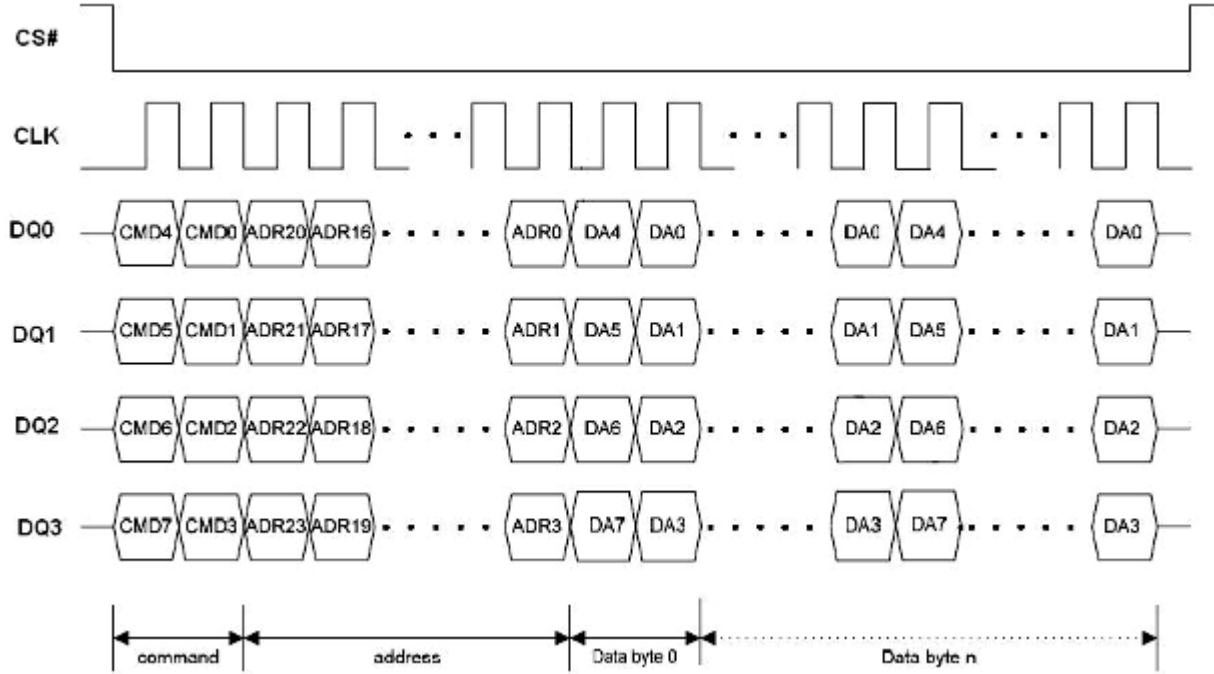 CS#
CLK
DQ0 CMD4 CMD0 ADR20 ADR16 ADR0 DA4 DA0 DA0 DA4 DA0
DQ1 CMD5 CMD1 ADR21 ADR17 ADR1 DA5 DA1 DA1 DA5 DA1
DQ2 CMD6 CMD2 ADR22 ADR18 ADR2 DA6 DA2 DA2 DA6 DA2
DQ3 CMD7 CMD3 ADR23 ADR19 ADR3 DA7 DA3 DA3 DA7 DA3
command address Data byte 0 Data byte n